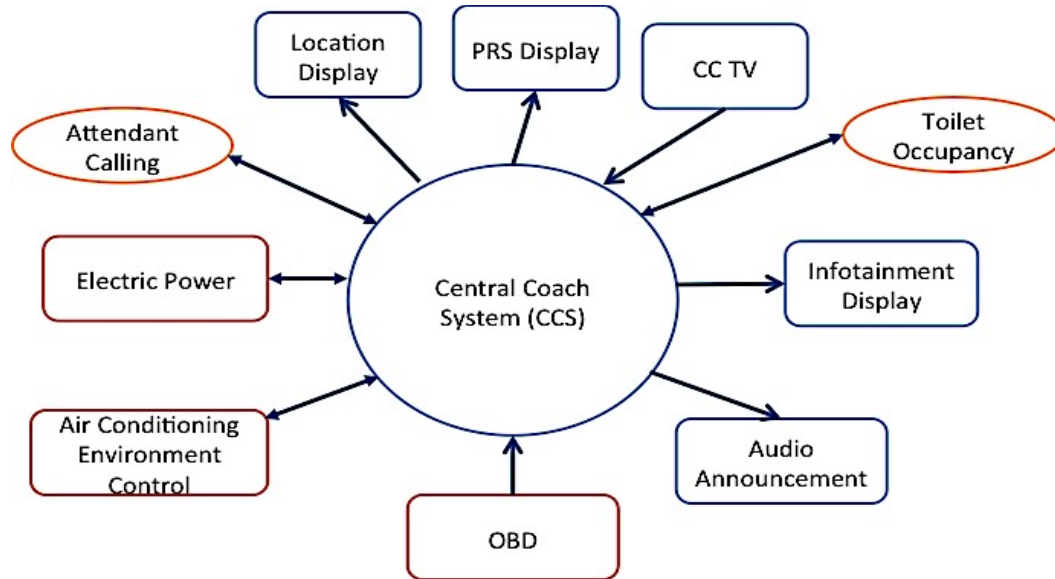 Location
Display
PRS Display
CC TV
Attendant
Calling
Toilet
Occupancy
Electric Power
Central Coach
System (CCS)
Infotainment
Display
Air Conditioning
Environment
Control
Audio
Announcement
OBD